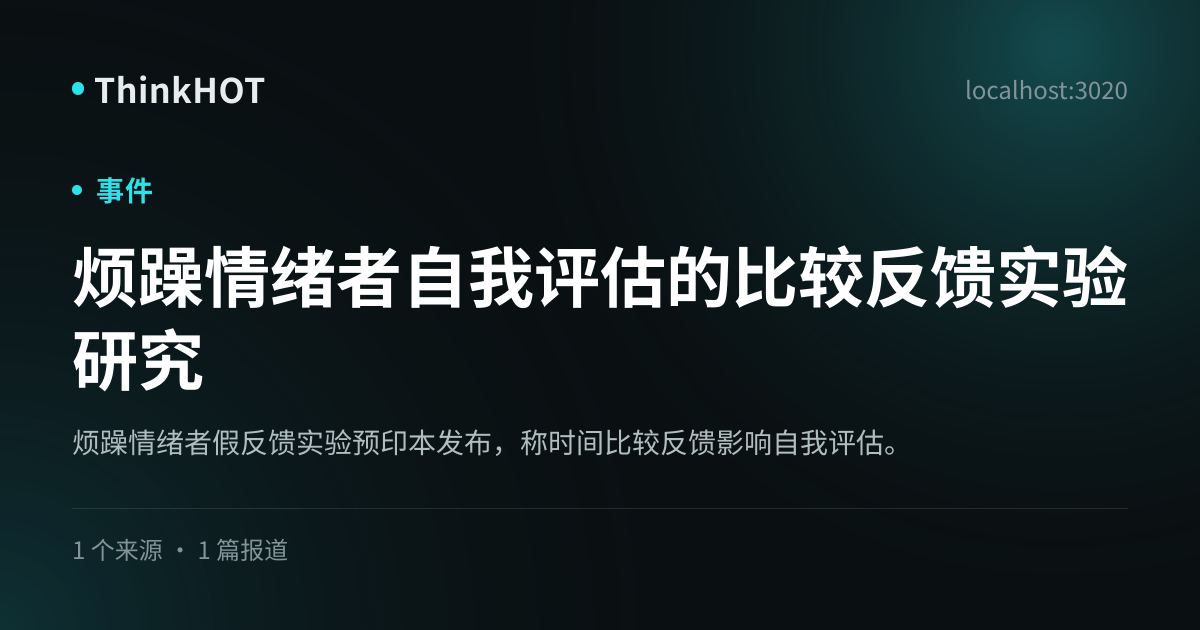 ThinkHOT
localhost:3020
事件
烦躁情绪者自我评估的比较反馈实验
研究
烦躁情绪者假反馈实验预印本发布，称时间比较反馈影响自我评估。
1 个来源 · 1 篇报道